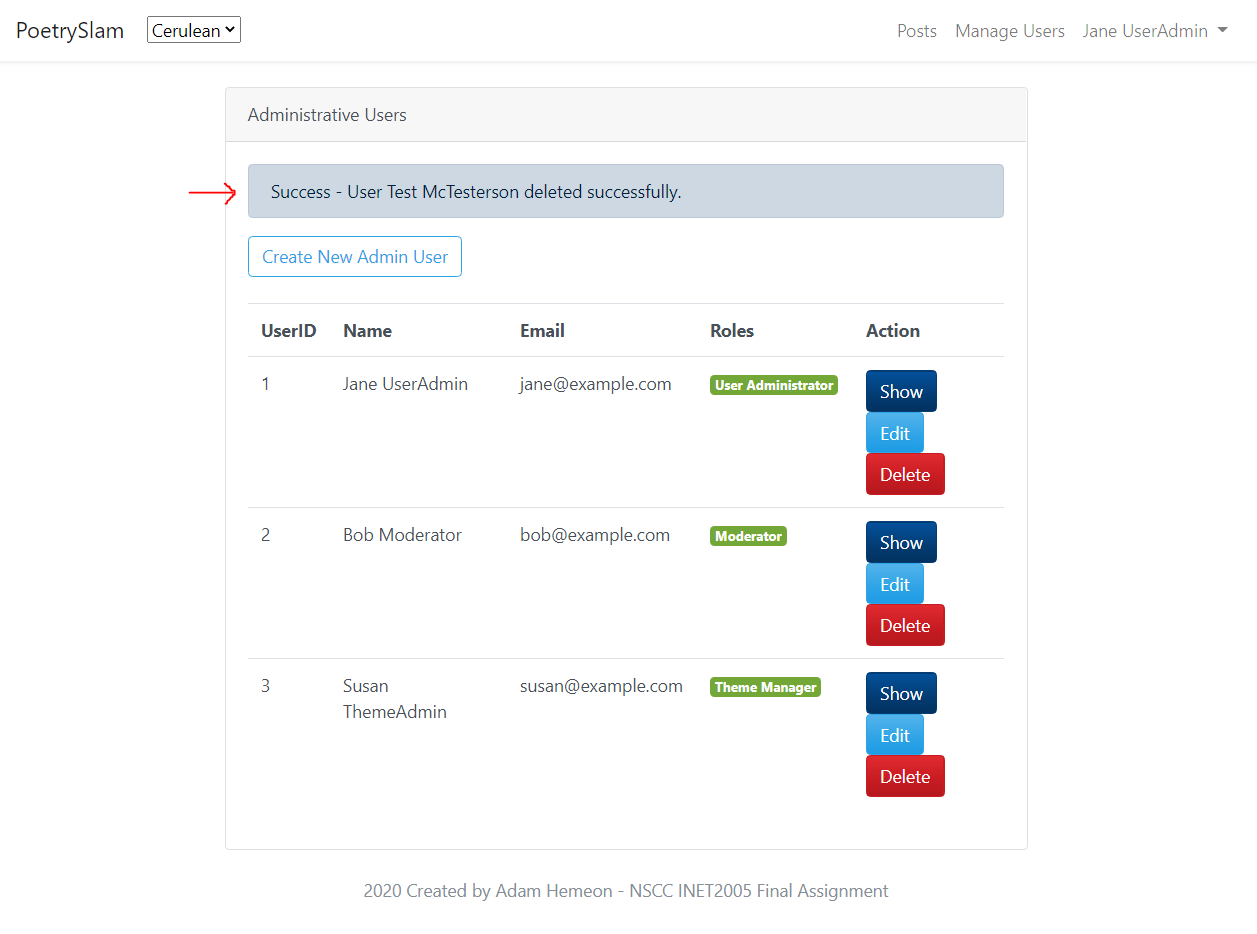 PoetrySlam Cerulean Posts Manage Users Jane UserAdmin
Administrative Users
Success - User Test McTesterson deleted successfully.
Create New Admin User
UserID Name Email Roles Action
1 Jane UserAdmin jane@example.com User Administrator Show
Edit
Delete
2 Bob Moderator bob@example.com Moderator Show
Edit
Delete
3 Susan susan@example.com Theme Manager Show
ThemeAdmin
Edit
Delete
2020 Created by Adam Hemeon - NSCC INET2005 Final Assignment